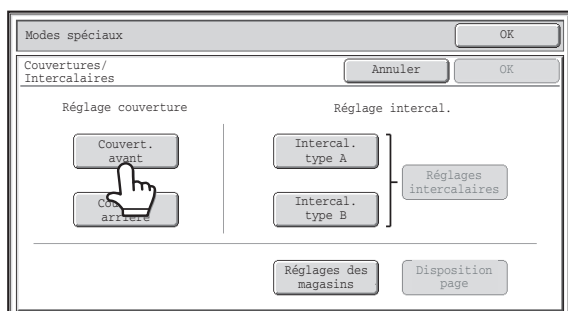 Modes spéciaux
OK
Couvertures/
Intercalaires
Annuler
OK
Réglage couverture
Réglage intercal.
Couvert.
avant
arrière
Intercal.
type A
Intercal.
type B
Réglages
intercalaires
Réglages des
magasins
Disposition
page